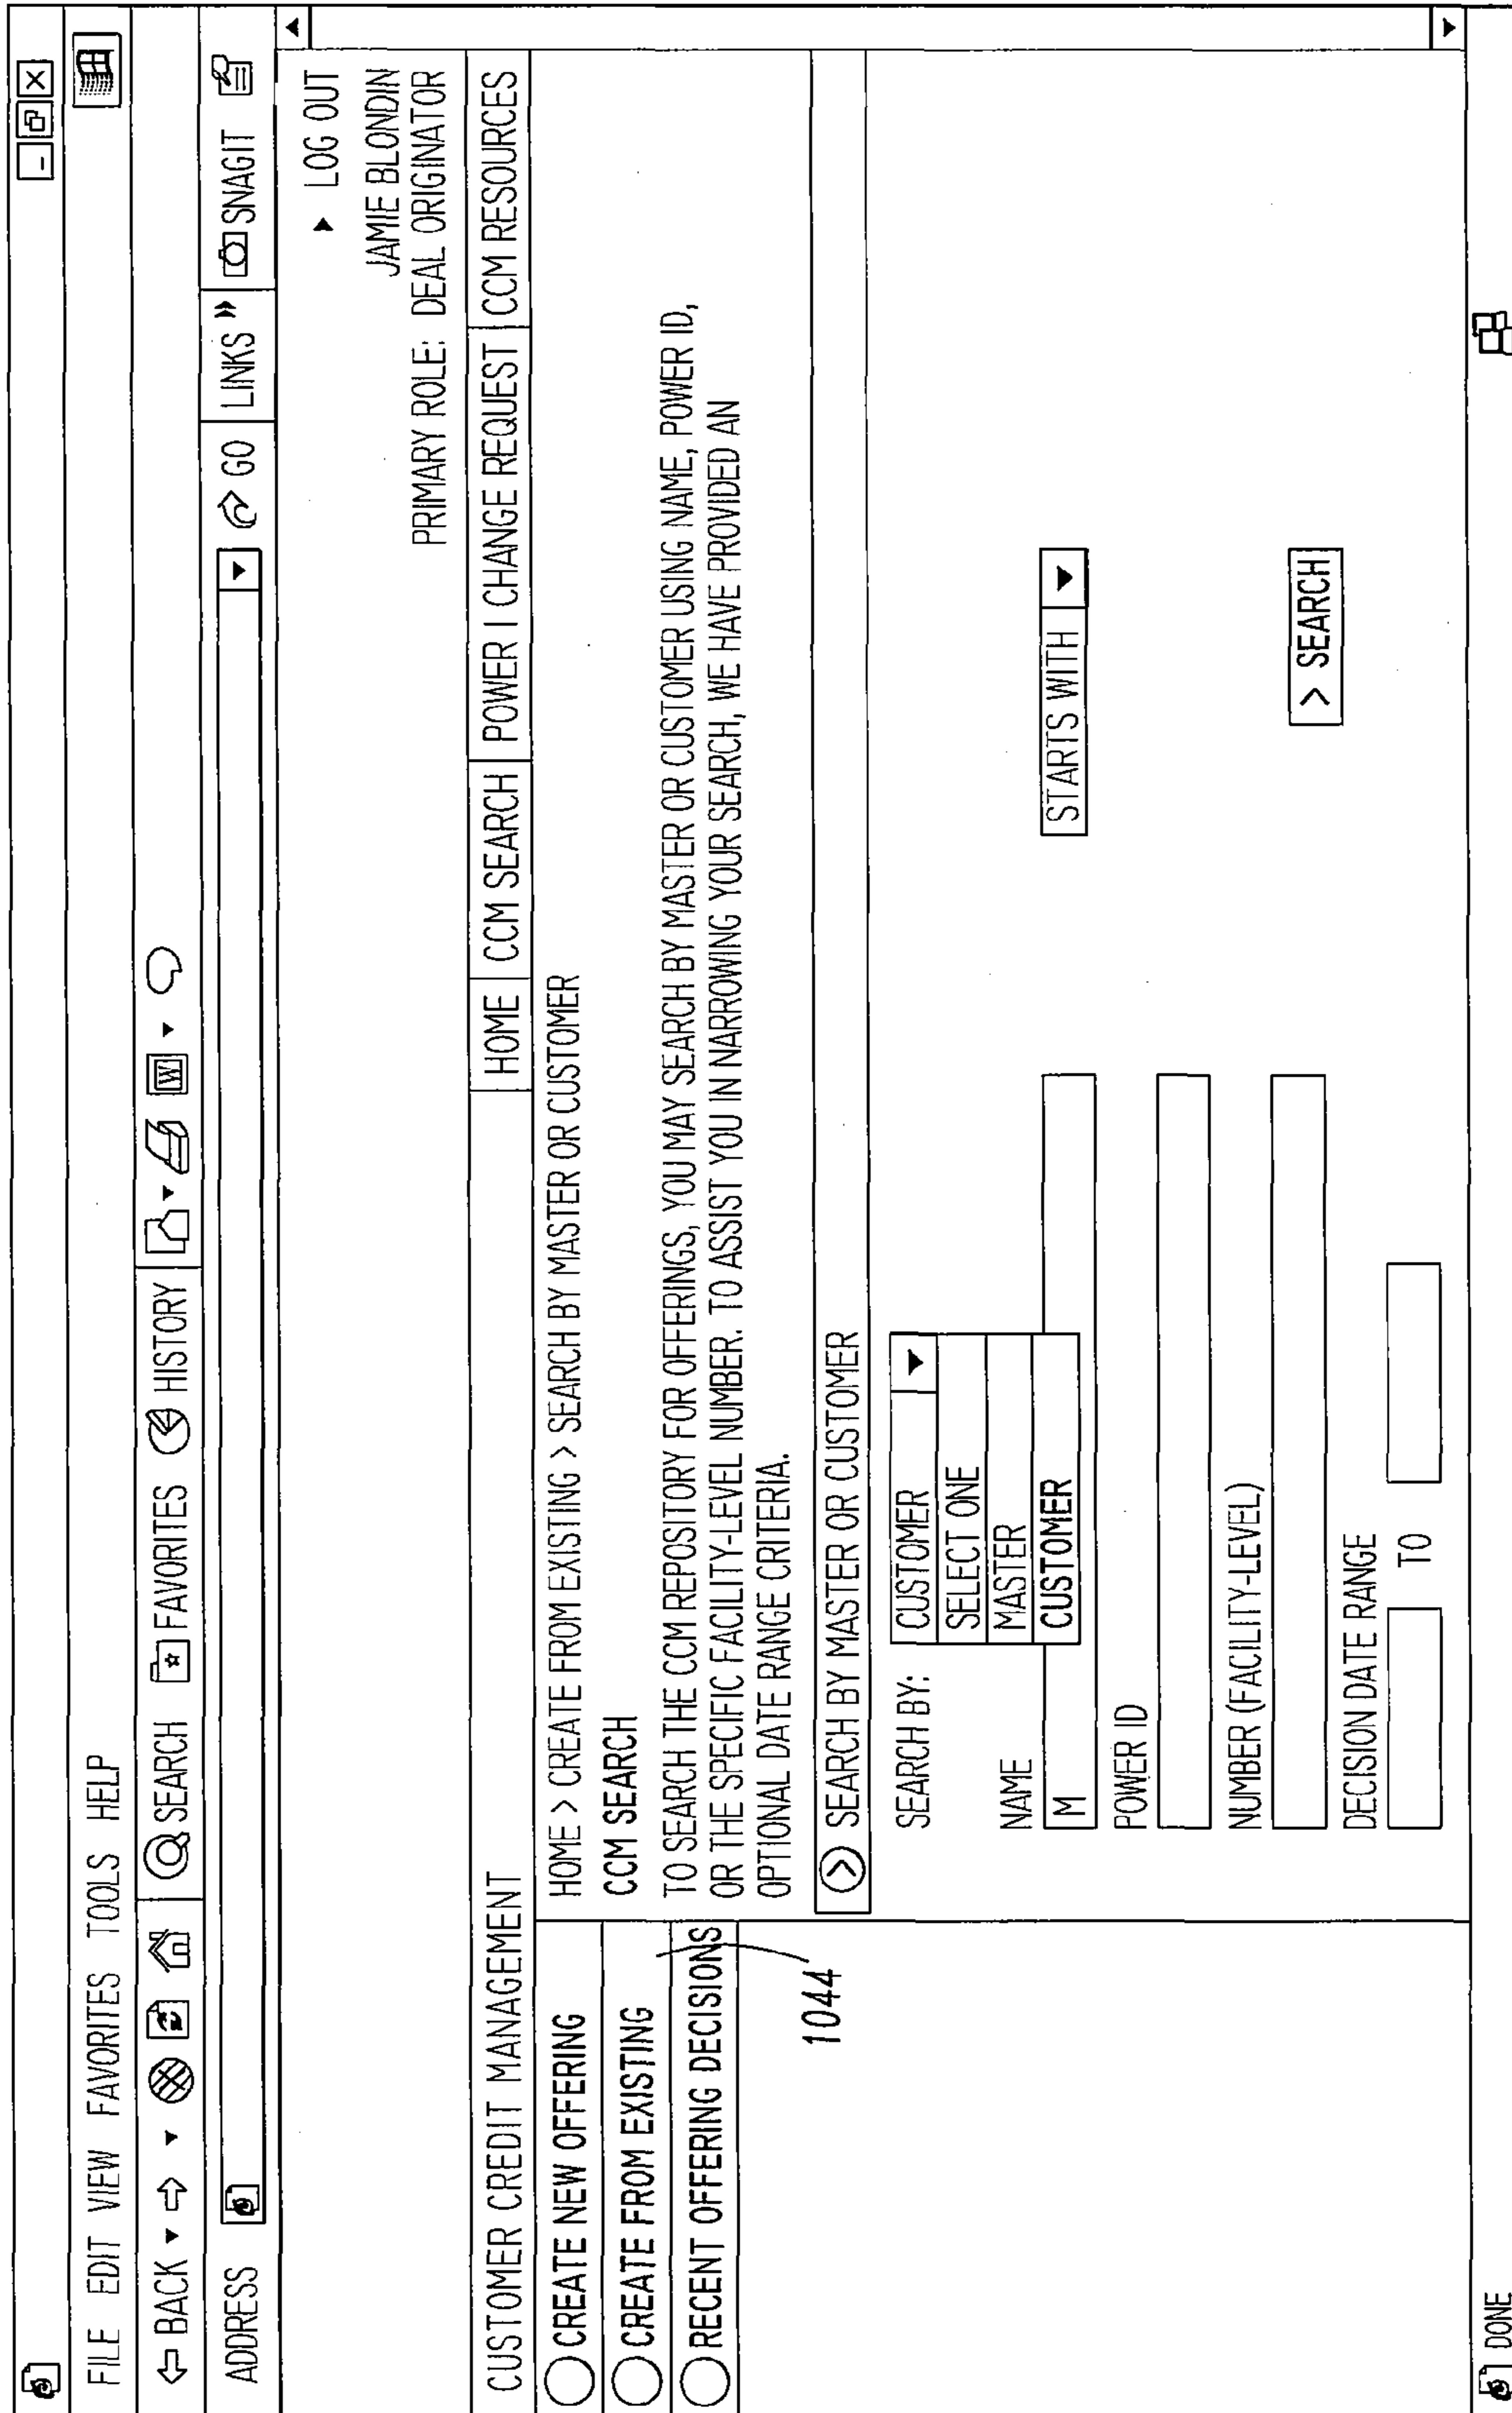 FILE EDIT VIEW FAVORITES TOOLS HELP
BACK SEARCH FAVORITES HISTORY W
ADDRESS GO LINKS » SNAGIT
LOG OUT
JAMIE BLONDIN
PRIMARY ROLE: DEAL ORIGINATOR
CUSTOMER CREDIT MANAGEMENT HOME CCM SEARCH POWER I CHANGE REQUEST CCM RESOURCES
CREATE NEW OFFERING
CREATE FROM EXISTING
RECENT OFFERING DECISIONS
1044
HOME > CREATE FROM EXISTING > SEARCH BY MASTER OR CUSTOMER
CCM SEARCH
TO SEARCH THE CCM REPOSITORY FOR OFFERINGS, YOU MAY SEARCH BY MASTER OR CUSTOMER USING NAME, POWER ID,
OR THE SPECIFIC FACILITY-LEVEL NUMBER. TO ASSIST YOU IN NARROWING YOUR SEARCH, WE HAVE PROVIDED AN
OPTIONAL DATE RANGE CRITERIA.
> SEARCH BY MASTER OR CUSTOMER
SEARCH BY: CUSTOMER
SELECT ONE
MASTER
CUSTOMER
NAME
M STARTS WITH
POWER ID
NUMBER (FACILITY-LEVEL)
> SEARCH
DECISION DATE RANGE
TO
DONE